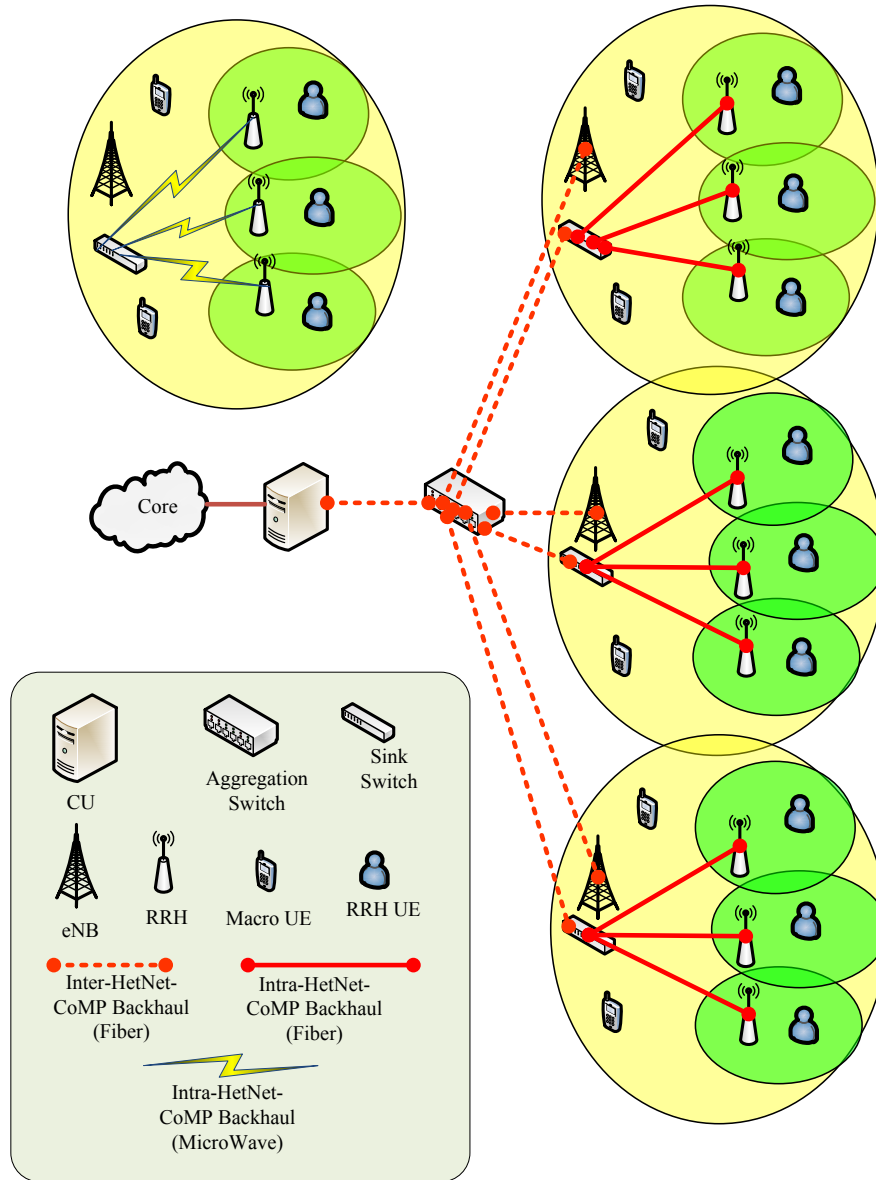 Core
CU
Aggregation
Switch
Sink
Switch
eNB
RRH
Macro UE
RRH UE
Inter-HetNet-
CoMP Backhaul
(Fiber)
Intra-HetNet-
CoMP Backhaul
(Fiber)
Intra-HetNet-
CoMP Backhaul
(MicroWave)